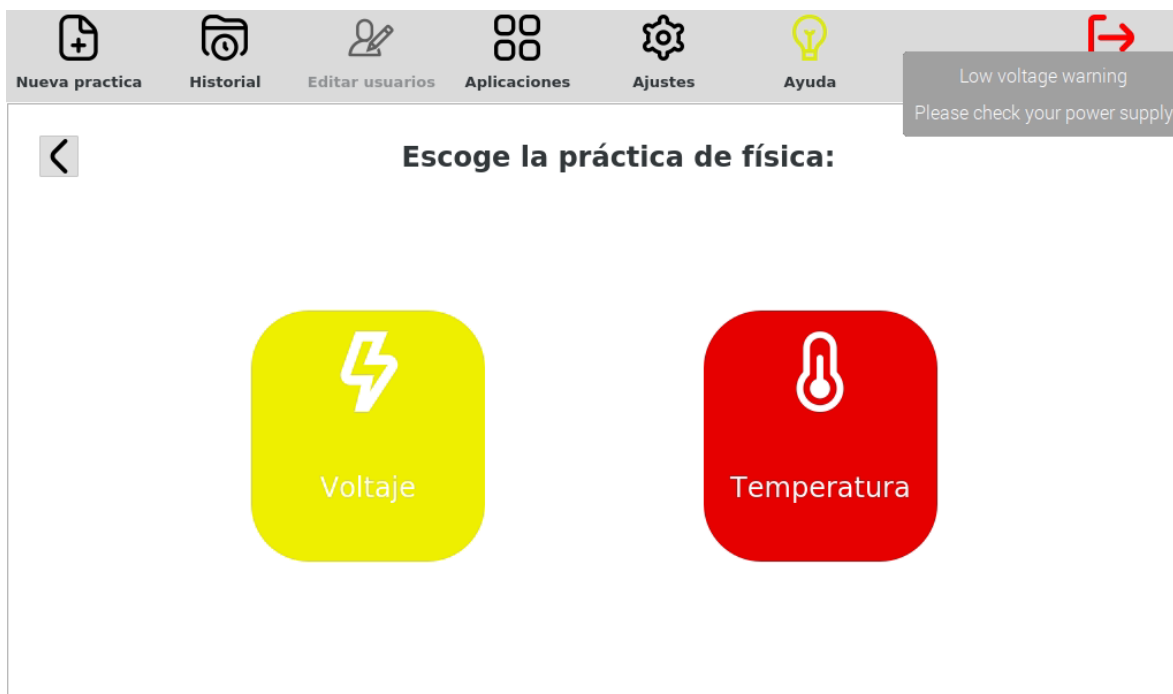 Nueva practica
Historial
Editar usuarios
Aplicaciones
Ajustes
Ayuda
Low voltage warning
Please check your power supply
Escoge la práctica de física:
Voltaje
Temperatura